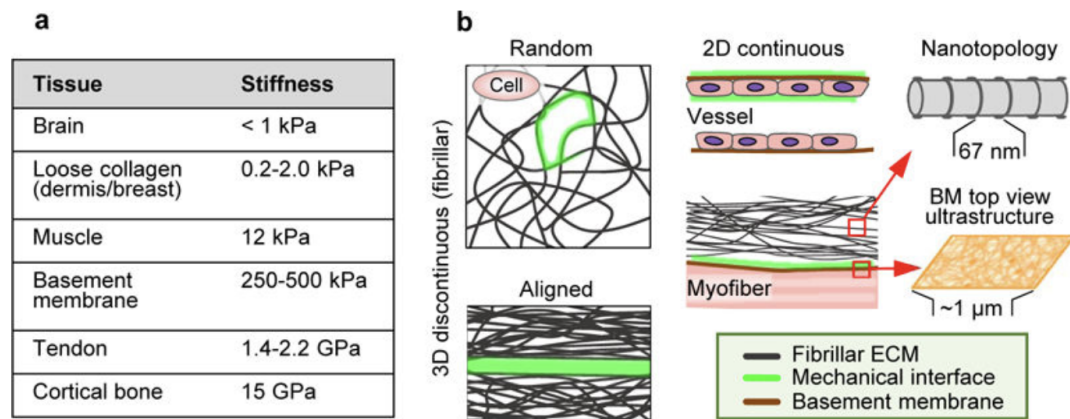 a
Tissue Stiffness
Brain < 1 kPa
Loose collagen 0.2-2.0 kPa
(dermis/breast)
Muscle 12 kPa
Basement 250-500 kPa
membrane
Tendon 1.4-2.2 GPa
Cortical bone 15 GPa
b
3D discontinuous (fibrillar)
Random
Cell
Aligned
2D continuous
Vessel
Myofiber
Nanotopology
67 nm
BM top view
ultrastructure
~1 μm
Fibrillar ECM
Mechanical interface
Basement membrane